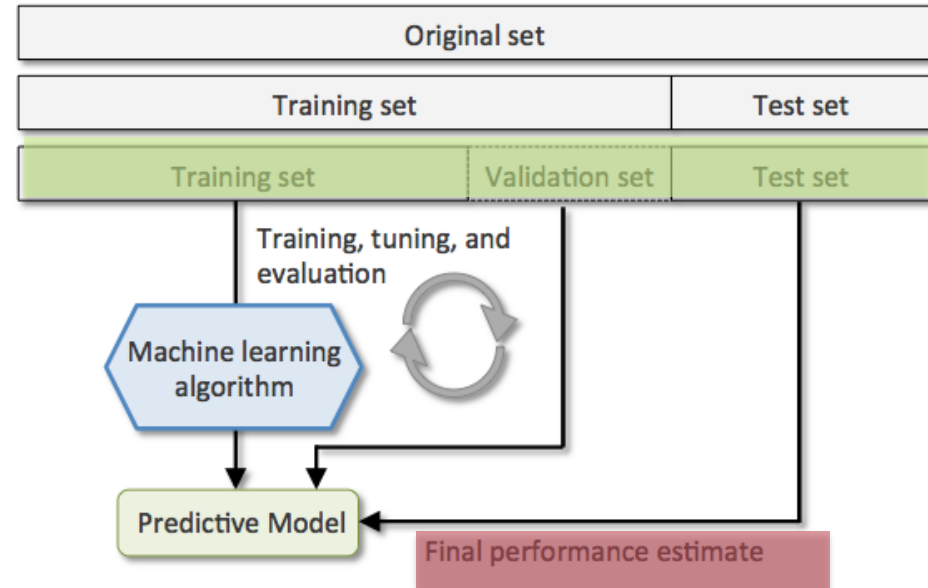 Original set
Training set Test set
Training set Validation set Test set
Training, tuning, and
evaluation
Machine learning
algorithm
Predictive Model
Final performance estimate